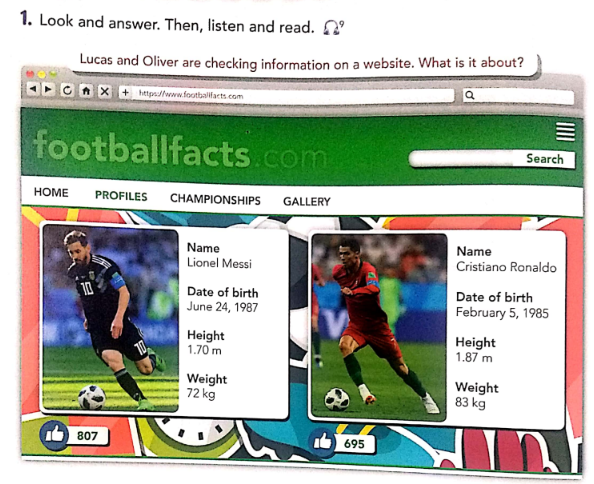 1. Look and answer. Then, listen and read. 9
Lucas and Oliver are checking information on a website. What is it about?
https://www.footballfacts.com
footballfacts.com
Search
HOME PROFILES CHAMPIONSHIPS GALLERY
10
10
Name
Lionel Messi
Date of birth
June 24, 1987
Height
1.70 m
Weight
72 kg
807
Name
Cristiano Ronaldo
Date of birth
February 5, 1985
Height
1.87 m
Weight
83 kg
695